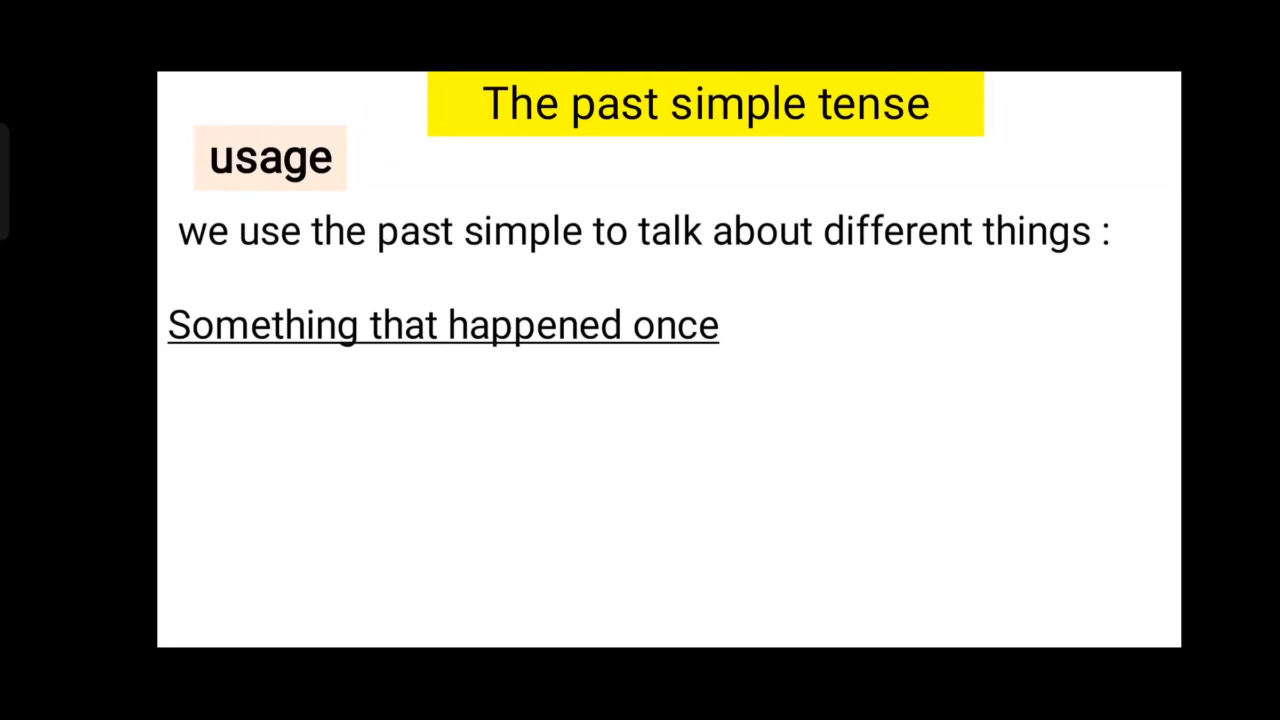 The past simple tense
usage
we use the past simple to talk about different things :
Something that happened once